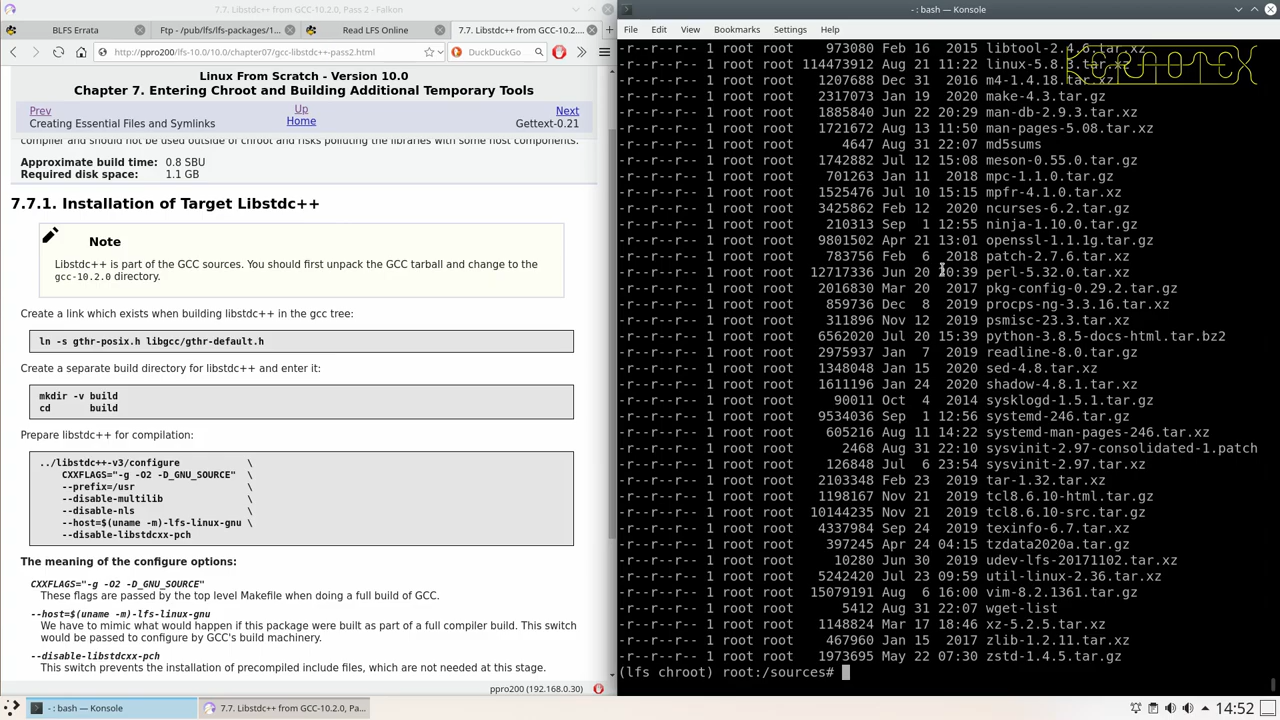 7.7. Libstdc++ from GCC-10.2.0, Pass 2 - Falkon
BLFS Errata
Ftp - /pub/lfs/lfs-packages/1...
Read LFS Online
7.7. Libstdc++ from GCC-10.2.0....
http://ppro200/lfs-10.0/10.0/chapter07/gcc-libstdc++-pass2.html
DuckDuckGo
Linux From Scratch - Version 10.0
Chapter 7. Entering Chroot and Building Additional Temporary Tools
Prev
Up
Next
Creating Essential Files and Symlinks
Home
Gettext-0.21
compiler and should not be used outside of chroot and risks polluting the libraries with some host components.
Approximate build time: 0.8 SBU
Required disk space: 1.1 GB
7.7.1. Installation of Target Libstdc++
Note
Libstdc++ is part of the GCC sources. You should first unpack the GCC tarball and change to the
gcc-10.2.0 directory.
Create a link which exists when building libstdc++ in the gcc tree:
ln -s gthr-posix.h libgcc/gthr-default.h
Create a separate build directory for libstdc++ and enter it:
mkdir -v build
cd       build
Prepare libstdc++ for compilation:
../libstdc++-v3/configure            \
CXXFLAGS="-g -O2 -D_GNU_SOURCE"  \
--prefix=/usr                    \
--disable-multilib               \
--disable-nls                    \
--host=$(uname -m)-lfs-linux-gnu \
--disable-libstdcxx-pch
The meaning of the configure options:
CXXFLAGS="-g -O2 -D_GNU_SOURCE"
These flags are passed by the top level Makefile when doing a full build of GCC.
--host=$(uname -m)-lfs-linux-gnu
We have to mimic what would happen if this package were built as part of a full compiler build. This switch
would be passed to configure by GCC's build machinery.
--disable-libstdcxx-pch
This switch prevents the installation of precompiled include files, which are not needed at this stage.
ppro200 (192.168.0.30)
- : bash — Konsole
File Edit View Bookmarks Settings Help
-r--r--r-- 1 root root    973080 Feb 16  2015 libtool-2.4.6.tar.xz
-r--r--r-- 1 root root 114473912 Aug 21 11:22 linux-5.8.3.tar.xz
-r--r--r-- 1 root root   1207688 Dec 31  2016 m4-1.4.18.tar.xz
-r--r--r-- 1 root root   2317073 Jan 19  2020 make-4.3.tar.gz
-r--r--r-- 1 root root   1885840 Jun 22 20:29 man-db-2.9.3.tar.xz
-r--r--r-- 1 root root   1721672 Aug 13 11:50 man-pages-5.08.tar.xz
-r--r--r-- 1 root root      4647 Aug 31 22:07 md5sums
-r--r--r-- 1 root root   1742882 Jul 12 15:08 meson-0.55.0.tar.gz
-r--r--r-- 1 root root    701263 Jan 11  2018 mpc-1.1.0.tar.gz
-r--r--r-- 1 root root   1525476 Jul 10 15:15 mpfr-4.1.0.tar.xz
-r--r--r-- 1 root root   3425862 Feb 12  2020 ncurses-6.2.tar.gz
-r--r--r-- 1 root root    210313 Sep  1 12:55 ninja-1.10.0.tar.gz
-r--r--r-- 1 root root   9801502 Apr 21 13:01 openssl-1.1.1g.tar.gz
-r--r--r-- 1 root root    783756 Feb  6  2018 patch-2.7.6.tar.xz
-r--r--r-- 1 root root  12717336 Jun 20 perl-5.32.0.tar.xz
-r--r--r-- 1 root root   2016830 Mar 20  2017 pkg-config-0.29.2.tar.gz
-r--r--r-- 1 root root    859736 Dec  8  2019 procps-ng-3.3.16.tar.xz
-r--r--r-- 1 root root    311896 Nov 12  2019 psmisc-23.3.tar.xz
-r--r--r-- 1 root root   6562020 Jul 20 15:39 python-3.8.5-docs-html.tar.bz2
-r--r--r-- 1 root root   2975937 Jan  7  2019 readline-8.0.tar.gz
-r--r--r-- 1 root root   1348048 Jan 15  2020 sed-4.8.tar.xz
-r--r--r-- 1 root root   1611196 Jan 24  2020 shadow-4.8.1.tar.xz
-r--r--r-- 1 root root     90011 Oct  4  2014 sysklogd-1.5.1.tar.gz
-r--r--r-- 1 root root   9534036 Sep  1 12:56 systemd-246.tar.gz
-r--r--r-- 1 root root    605216 Aug 11 14:22 systemd-man-pages-246.tar.xz
-r--r--r-- 1 root root      2468 Aug 31 22:10 sysvinit-2.97-consolidated-1.patch
-r--r--r-- 1 root root    126848 Jul  6 23:54 sysvinit-2.97.tar.xz
-r--r--r-- 1 root root   2103348 Feb 23  2019 tar-1.32.tar.xz
-r--r--r-- 1 root root   1198167 Nov 21  2019 tcl8.6.10-html.tar.gz
-r--r--r-- 1 root root  10144235 Nov 21  2019 tcl8.6.10-src.tar.gz
-r--r--r-- 1 root root   4337984 Sep 24  2019 texinfo-6.7.tar.xz
-r--r--r-- 1 root root    397245 Apr 24 04:15 tzdata2020a.tar.gz
-r--r--r-- 1 root root     10280 Jun 30  2019 udev-lfs-20171102.tar.xz
-r--r--r-- 1 root root   5242420 Jul 23 09:59 util-linux-2.36.tar.xz
-r--r--r-- 1 root root  15079191 Aug  6 16:00 vim-8.2.1361.tar.gz
-r--r--r-- 1 root root      5412 Aug 31 22:07 wget-list
-r--r--r-- 1 root root   1148824 Mar 17 18:46 xz-5.2.5.tar.xz
-r--r--r-- 1 root root    467960 Jan 15  2017 zlib-1.2.11.tar.xz
-r--r--r-- 1 root root   1973695 May 22 07:30 zstd-1.4.5.tar.gz
(lfs chroot) root:/sources#
- : bash — Konsole
7.7. Libstdc++ from GCC-10.2.0, Pa...
14:52